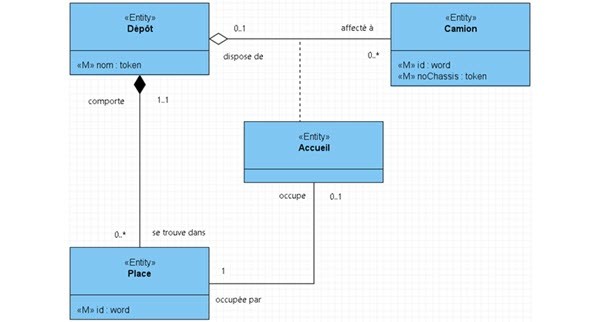 «Entity»
Dépôt
«M» nom : token
0..1
dispose de
affecté à
0..*
«Entity»
Camion
«M» id : word
«M» noChassis : token
comporte
1..1
«Entity»
Accueil
occupe
0..1
0..*
se trouve dans
«Entity»
Place
«M» id : word
1
occupée par